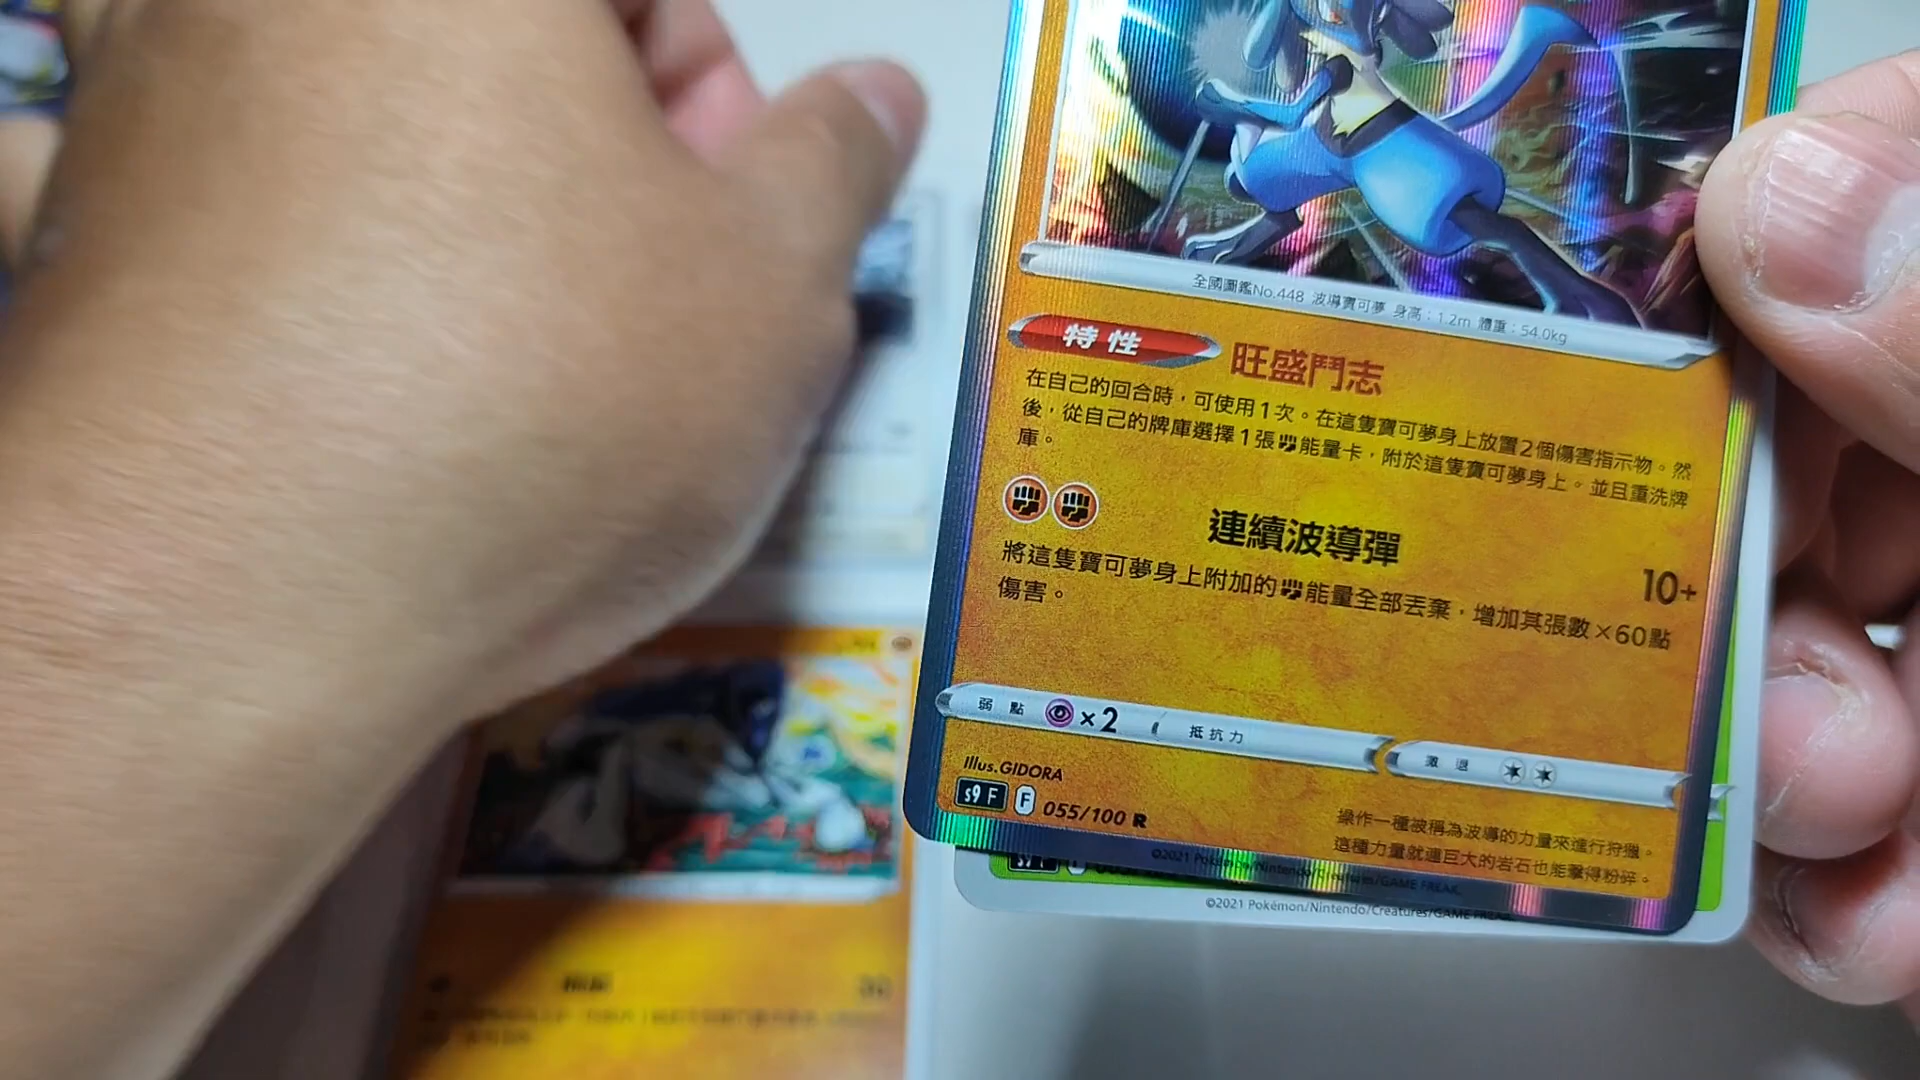 全國圖鑑No.448 波導寶可夢 身高：1.2m 體重：54.0kg
特性 旺盛鬥志
在自己的回合時，可使用1次。在這隻寶可夢身上放置2個傷害指示物。然
後，從自己的牌庫選擇1張能量卡，附於這隻寶可夢身上。並且重洗牌
庫。
連續波導彈 10+
將這隻寶可夢身上附加的能量全部丟棄，增加其張數×60點
傷害。
弱點 ×2 抵抗力 撤退
Illus.GIDORA
s9 F F 055/100 R
操作一種被稱為波導的力量來進行狩獵。
這種力量就連巨大的岩石也能擊得粉碎。
©2021 Pokémon/Nintendo/Creatures/GAME FREAK.
©2021 Pokémon/Nintendo/Creatures/GAME FREAK.
30